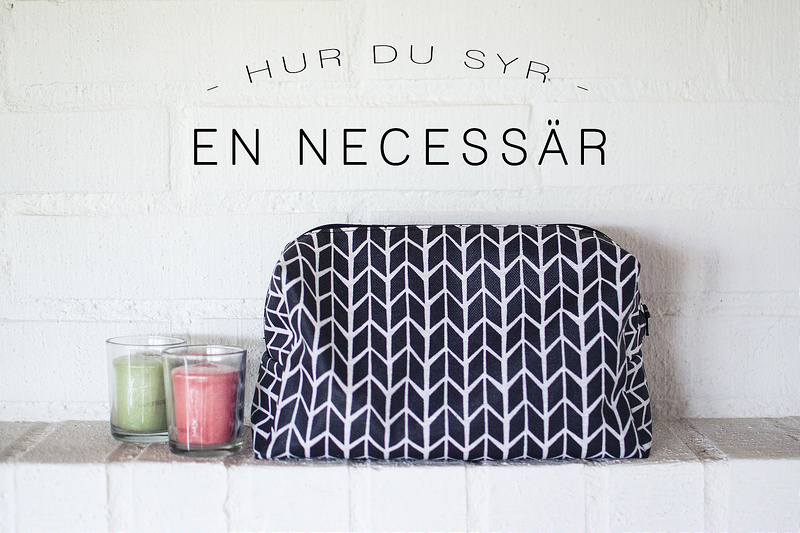 - HUR DU SYR -
EN NECESSÄR